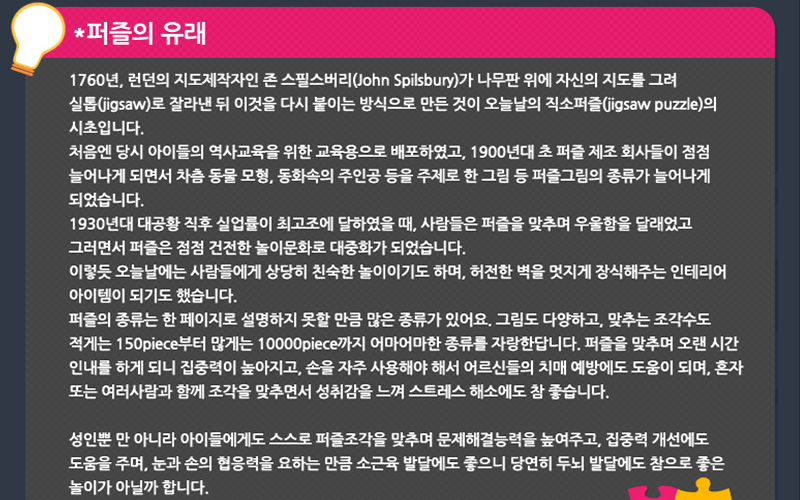 *퍼즐의 유래
1760년, 런던의 지도제작자인 존 스필스버리(John Spilsbury)가 나무판 위에 자신의 지도를 그려
실톱(jigsaw)로 잘라낸 뒤 이것을 다시 붙이는 방식으로 만든 것이 오늘날의 직소퍼즐(jigsaw puzzle)의
시초입니다.
처음엔 당시 아이들의 역사교육을 위한 교육용으로 배포하였고, 1900년대 초 퍼즐 제조 회사들이 점점
늘어나게 되면서 차츰 동물 모형, 동화속의 주인공 등을 주제로 한 그림 등 퍼즐그림의 종류가 늘어나게
되었습니다.
1930년대 대공황 직후 실업률이 최고조에 달하였을 때, 사람들은 퍼즐을 맞추며 우울함을 달래었고
그러면서 퍼즐은 점점 건전한 놀이문화로 대중화가 되었습니다.
이렇듯 오늘날에는 사람들에게 상당히 친숙한 놀이이기도 하며, 허전한 벽을 멋지게 장식해주는 인테리어
아이템이 되기도 했습니다.
퍼즐의 종류는 한 페이지로 설명하지 못할 만큼 많은 종류가 있어요. 그림도 다양하고, 맞추는 조각수도
적게는 150piece부터 많게는 10000piece까지 어마어마한 종류를 자랑한답니다. 퍼즐을 맞추며 오랜 시간
인내를 하게 되니 집중력이 높아지고, 손을 자주 사용해야 해서 어르신들의 치매 예방에도 도움이 되며, 혼자
또는 여러사람과 함께 조각을 맞추면서 성취감을 느껴 스트레스 해소에도 참 좋습니다.
성인뿐 만 아니라 아이들에게도 스스로 퍼즐조각을 맞추며 문제해결능력을 높여주고, 집중력 개선에도
도움을 주며, 눈과 손의 협응력을 요하는 만큼 소근육 발달에도 좋으니 당연히 두뇌 발달에도 참으로 좋은
놀이가 아닐까 합니다.